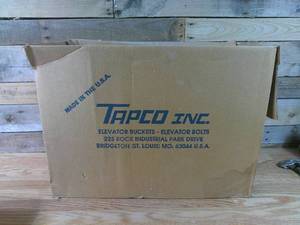 MADE IN THE U.S.A.
TAPCO INC.
ELEVATOR BUCKETS - ELEVATOR BOLTS
225 ROCK INDUSTRIAL PARK DRIVE
BRIDGETON (ST. LOUIS) MO. 63044 U.S.A.